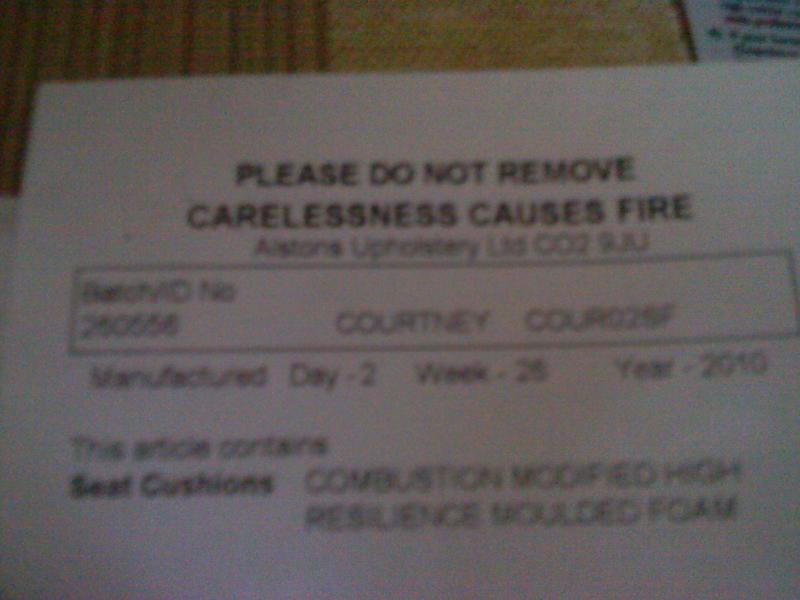 PLEASE DO NOT REMOVE
CARELESSNESS CAUSES FIRE
Alstons Upholstery Ltd CO2 9JU
Batch/ID No
260556 COURTNEY
Manufactured Day - 2 Week - 26 Year - 2010
This article contains
Seat Cushions COMBUSTION MODIFIED HIGH
RESILIENCE MOULDED FOAM